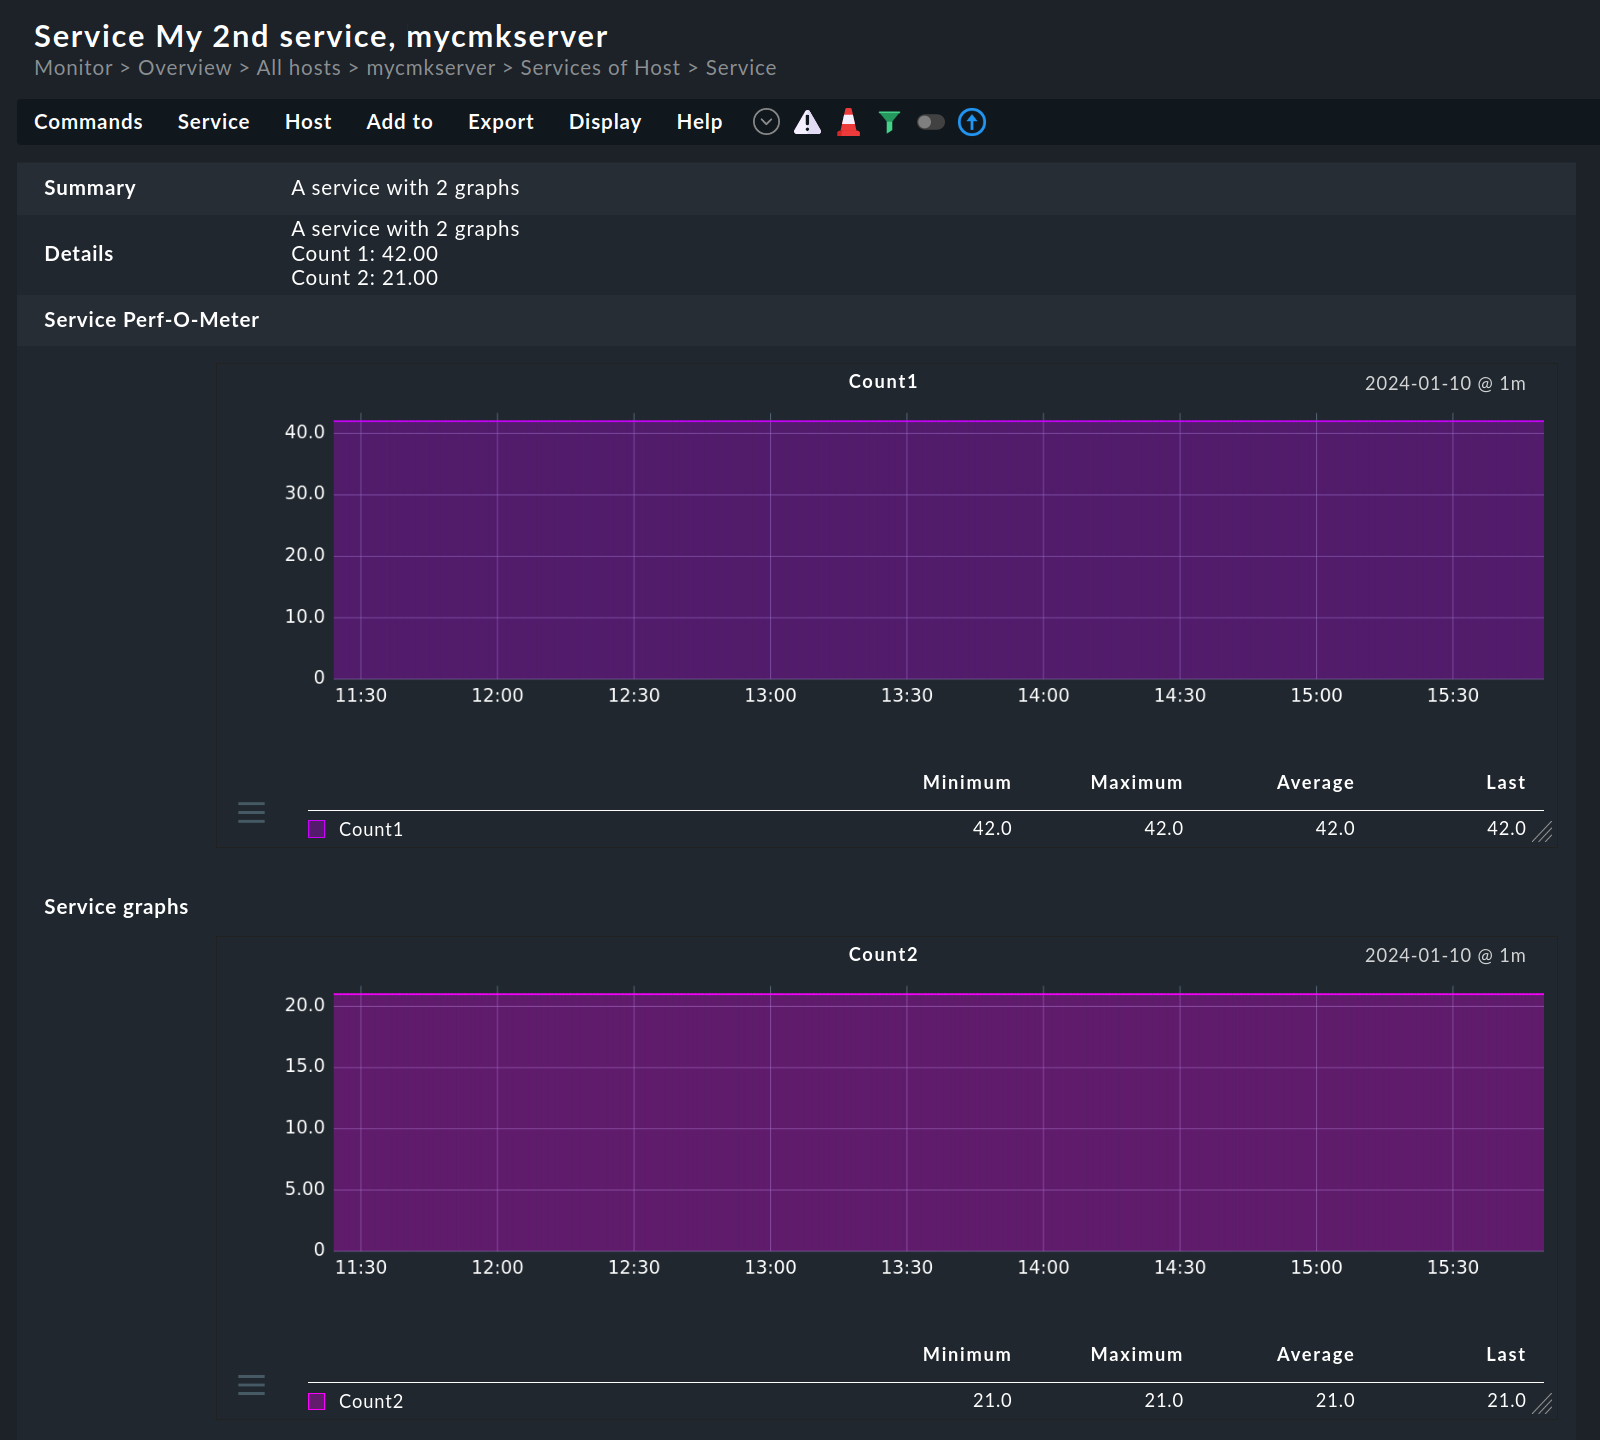 Service My 2nd service, mycmkserver
Monitor > Overview > All hosts > mycmkserver > Services of Host > Service
Commands Service Host Add to Export Display Help
Summary A service with 2 graphs
Details A service with 2 graphs
Count 1: 42.00
Count 2: 21.00
Service Perf-O-Meter
Count1 2024-01-10 @ 1m
40.0
30.0
20.0
10.0
0
11:30 12:00 12:30 13:00 13:30 14:00 14:30 15:00 15:30
Minimum Maximum Average Last
Count1 42.0 42.0 42.0 42.0
Service graphs
Count2 2024-01-10 @ 1m
20.0
15.0
10.0
5.00
0
11:30 12:00 12:30 13:00 13:30 14:00 14:30 15:00 15:30
Minimum Maximum Average Last
Count2 21.0 21.0 21.0 21.0